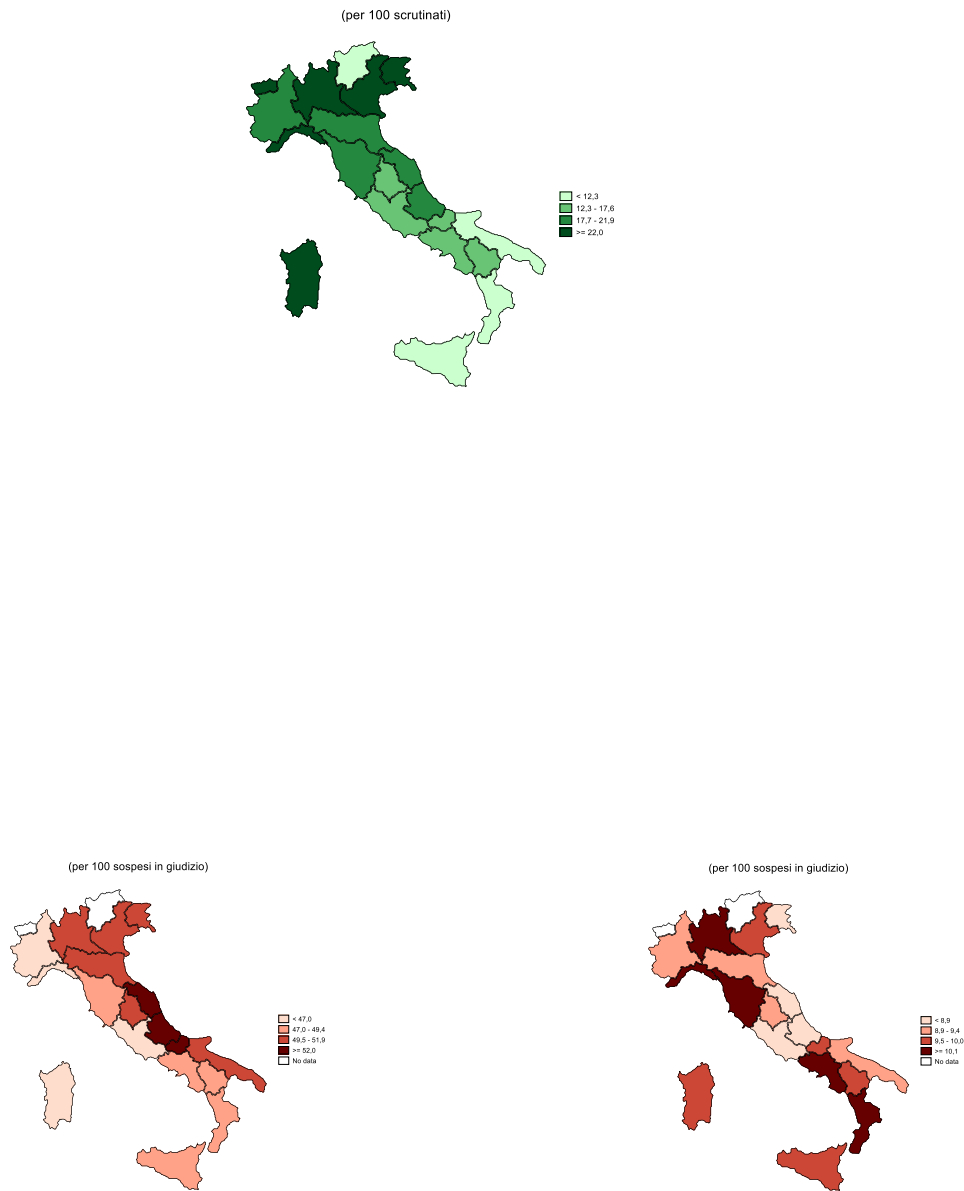 (per 100 scrutinati)
< 12,3
12,3 - 17,6
17,7 - 21,9
>= 22,0
(per 100 sospesi in giudizio)
< 47,0
47,0 - 49,4
49,5 - 51,9
>= 52,0
No data
(per 100 sospesi in giudizio)
< 8,9
8,9 - 9,4
9,5 - 10,0
>= 10,1
No data